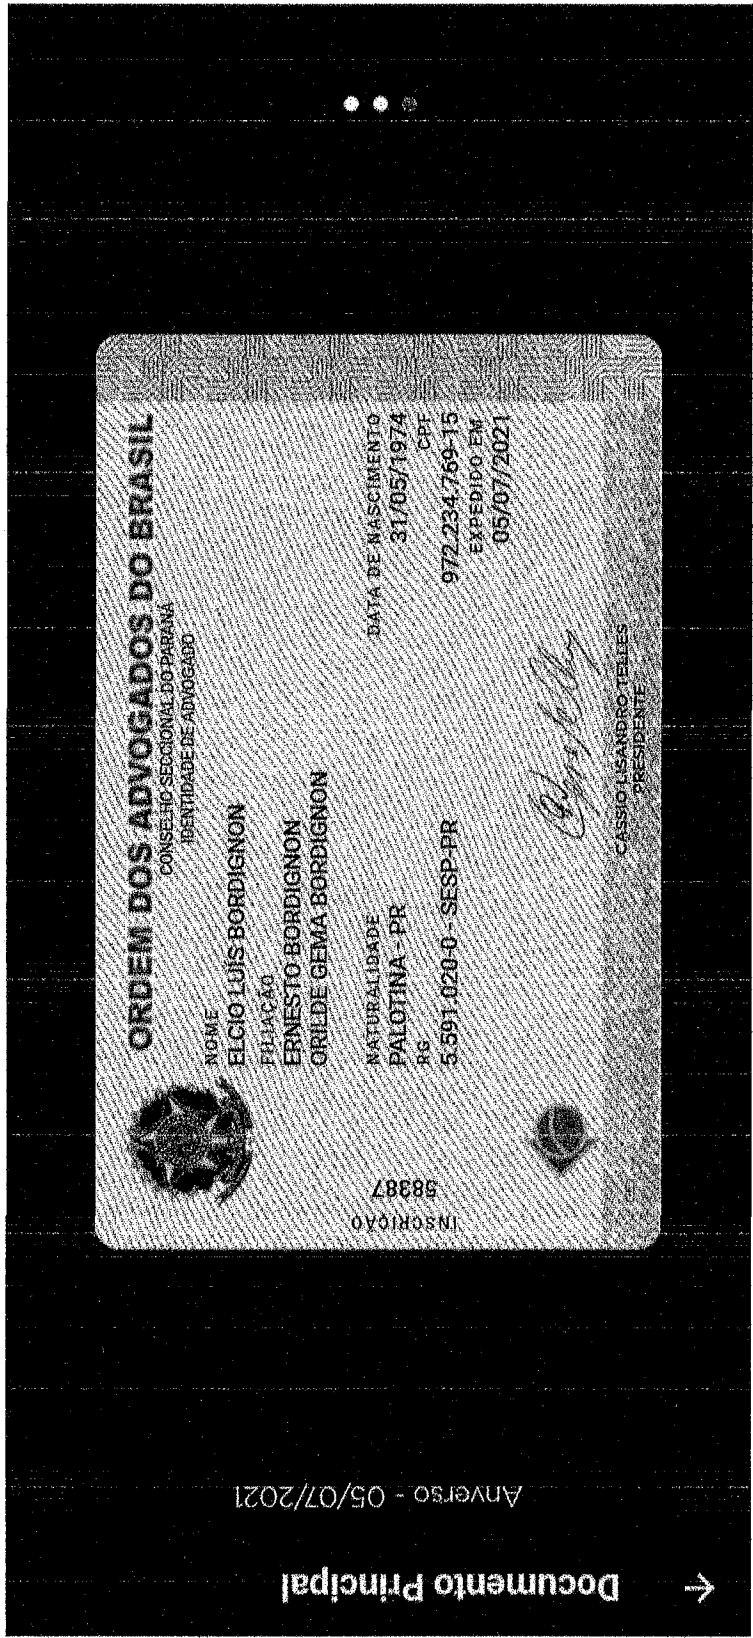 Documento Principal
Anverso - 05/07/2021
ORDEM DOS ADVOGADOS DO BRASIL
CONSELHO SECCIONAL DO PARANÁ
IDENTIDADE DE ADVOGADO
NOME
ELCIO LUIS BORDIGNON
FILIAÇÃO
ERNESTO BORDIGNON
ORILDE GEMA BORDIGNON
NATURALIDADE
PALOTINA - PR
RG
5.591.020-0 - SESP-PR
DATA DE NASCIMENTO
31/05/1974
CPF
972.234.769-15
EXPEDIDO EM
05/07/2021
INSCRIÇÃO
58387
CASSIO LISANDRO TELLES
PRESIDENTE